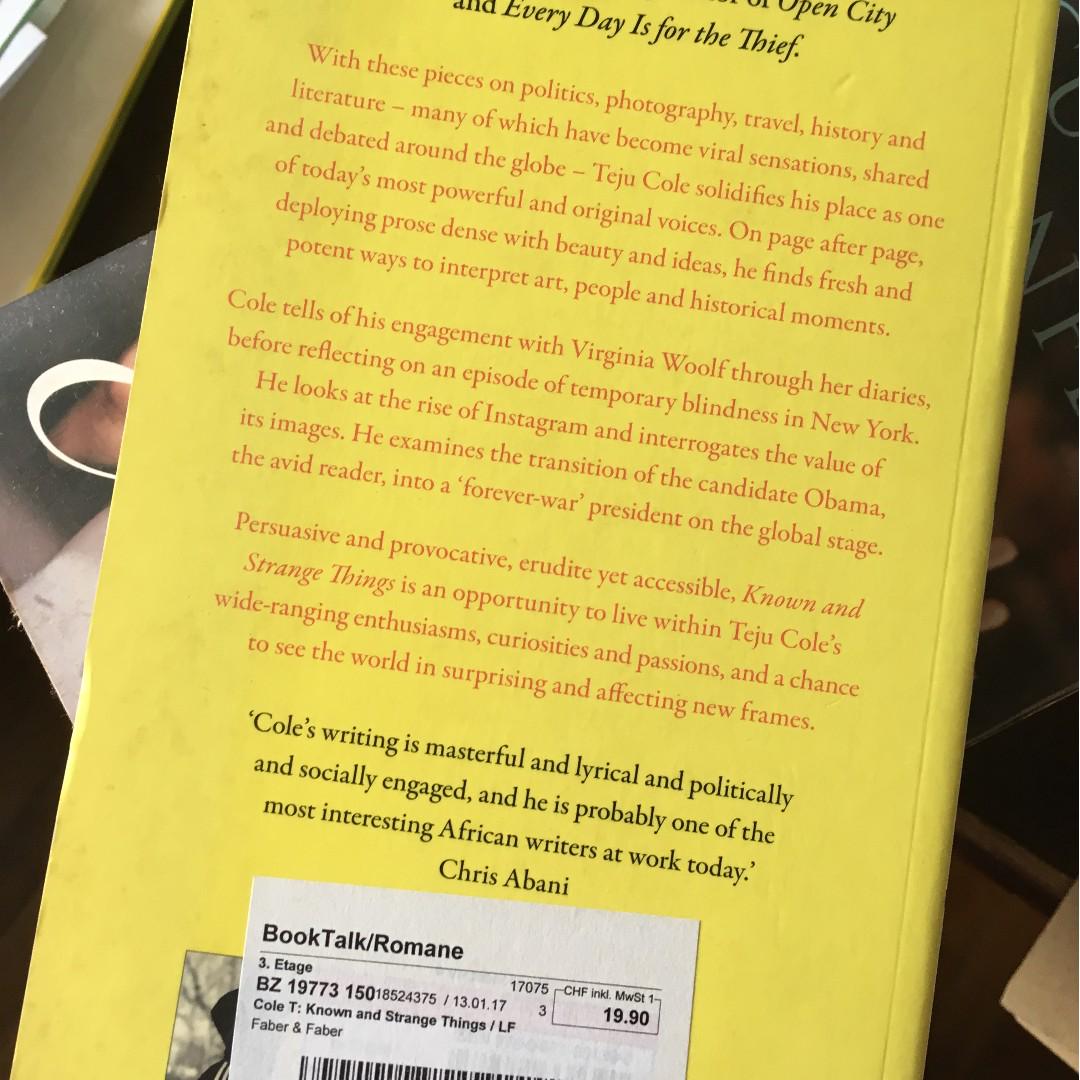 of Open City
and Every Day Is for the Thief.
With these pieces on politics, photography, travel, history and
literature – many of which have become viral sensations, shared
and debated around the globe – Teju Cole solidifies his place as one
of today's most powerful and original voices. On page after page,
deploying prose dense with beauty and ideas, he finds fresh and
potent ways to interpret art, people and historical moments.
Cole tells of his engagement with Virginia Woolf through her diaries,
before reflecting on an episode of temporary blindness in New York.
He looks at the rise of Instagram and interrogates the value of
its images. He examines the transition of the candidate Obama,
the avid reader, into a 'forever-war' president on the global stage.
Persuasive and provocative, erudite yet accessible, Known and
Strange Things is an opportunity to live within Teju Cole's
wide-ranging enthusiasms, curiosities and passions, and a chance
to see the world in surprising and affecting new frames.
'Cole's writing is masterful and lyrical and politically
and socially engaged, and he is probably one of the
most interesting African writers at work today.'
Chris Abani
BookTalk/Romane
3. Etage
17075 CHF inkl. MwSt 1
BZ 19773 15018524375 / 13.01.17 3 19.90
Cole T: Known and Strange Things / LF
Faber & Faber